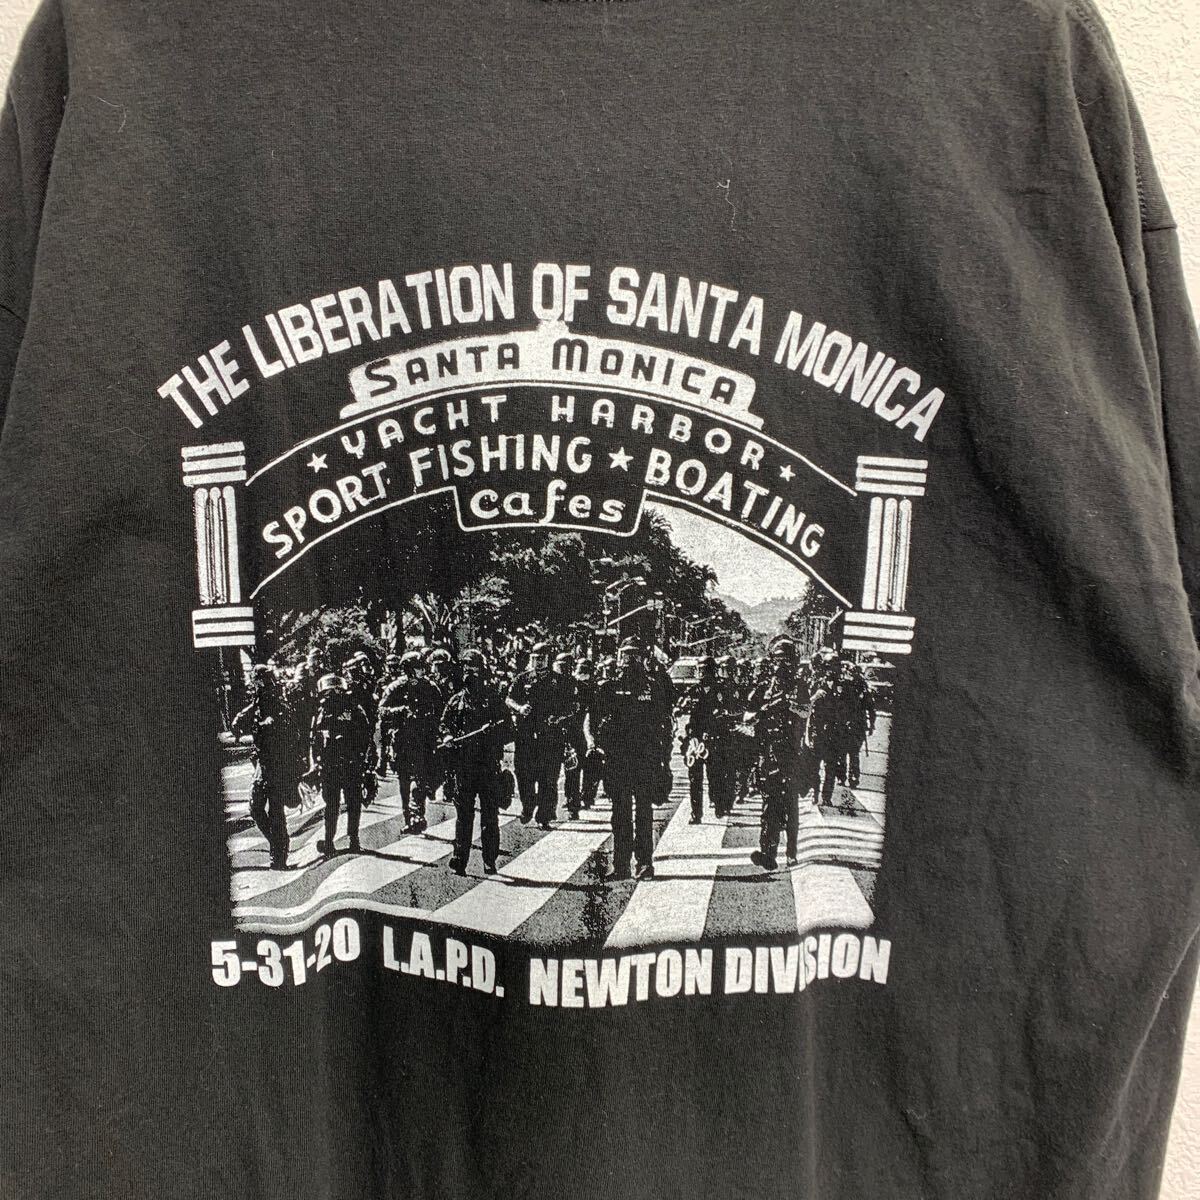 THE LIBERATION OF SANTA MONICA
SANTA MONICA
★ YACHT HARBOR ★
SPORT FISHING ★ BOATING
cafes
5-31-20 L.A.P.D. NEWTON DIVISION